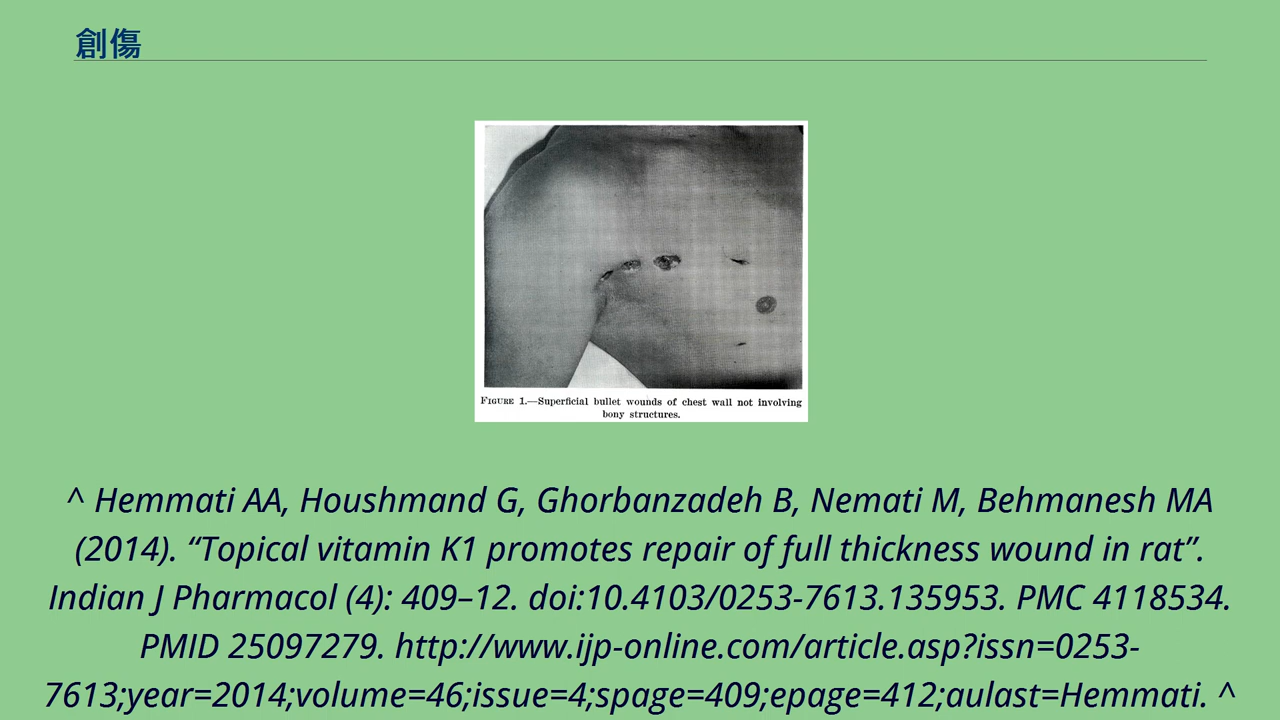 創傷
FIGURE 1.—Superficial bullet wounds of chest wall not involving
bony structures.
^ Hemmati AA, Houshmand G, Ghorbanzadeh B, Nemati M, Behmanesh MA
(2014). “Topical vitamin K1 promotes repair of full thickness wound in rat”.
Indian J Pharmacol (4): 409–12. doi:10.4103/0253-7613.135953. PMC 4118534.
PMID 25097279. http://www.ijp-online.com/article.asp?issn=0253-
7613;year=2014;volume=46;issue=4;spage=409;epage=412;aulast=Hemmati. ^